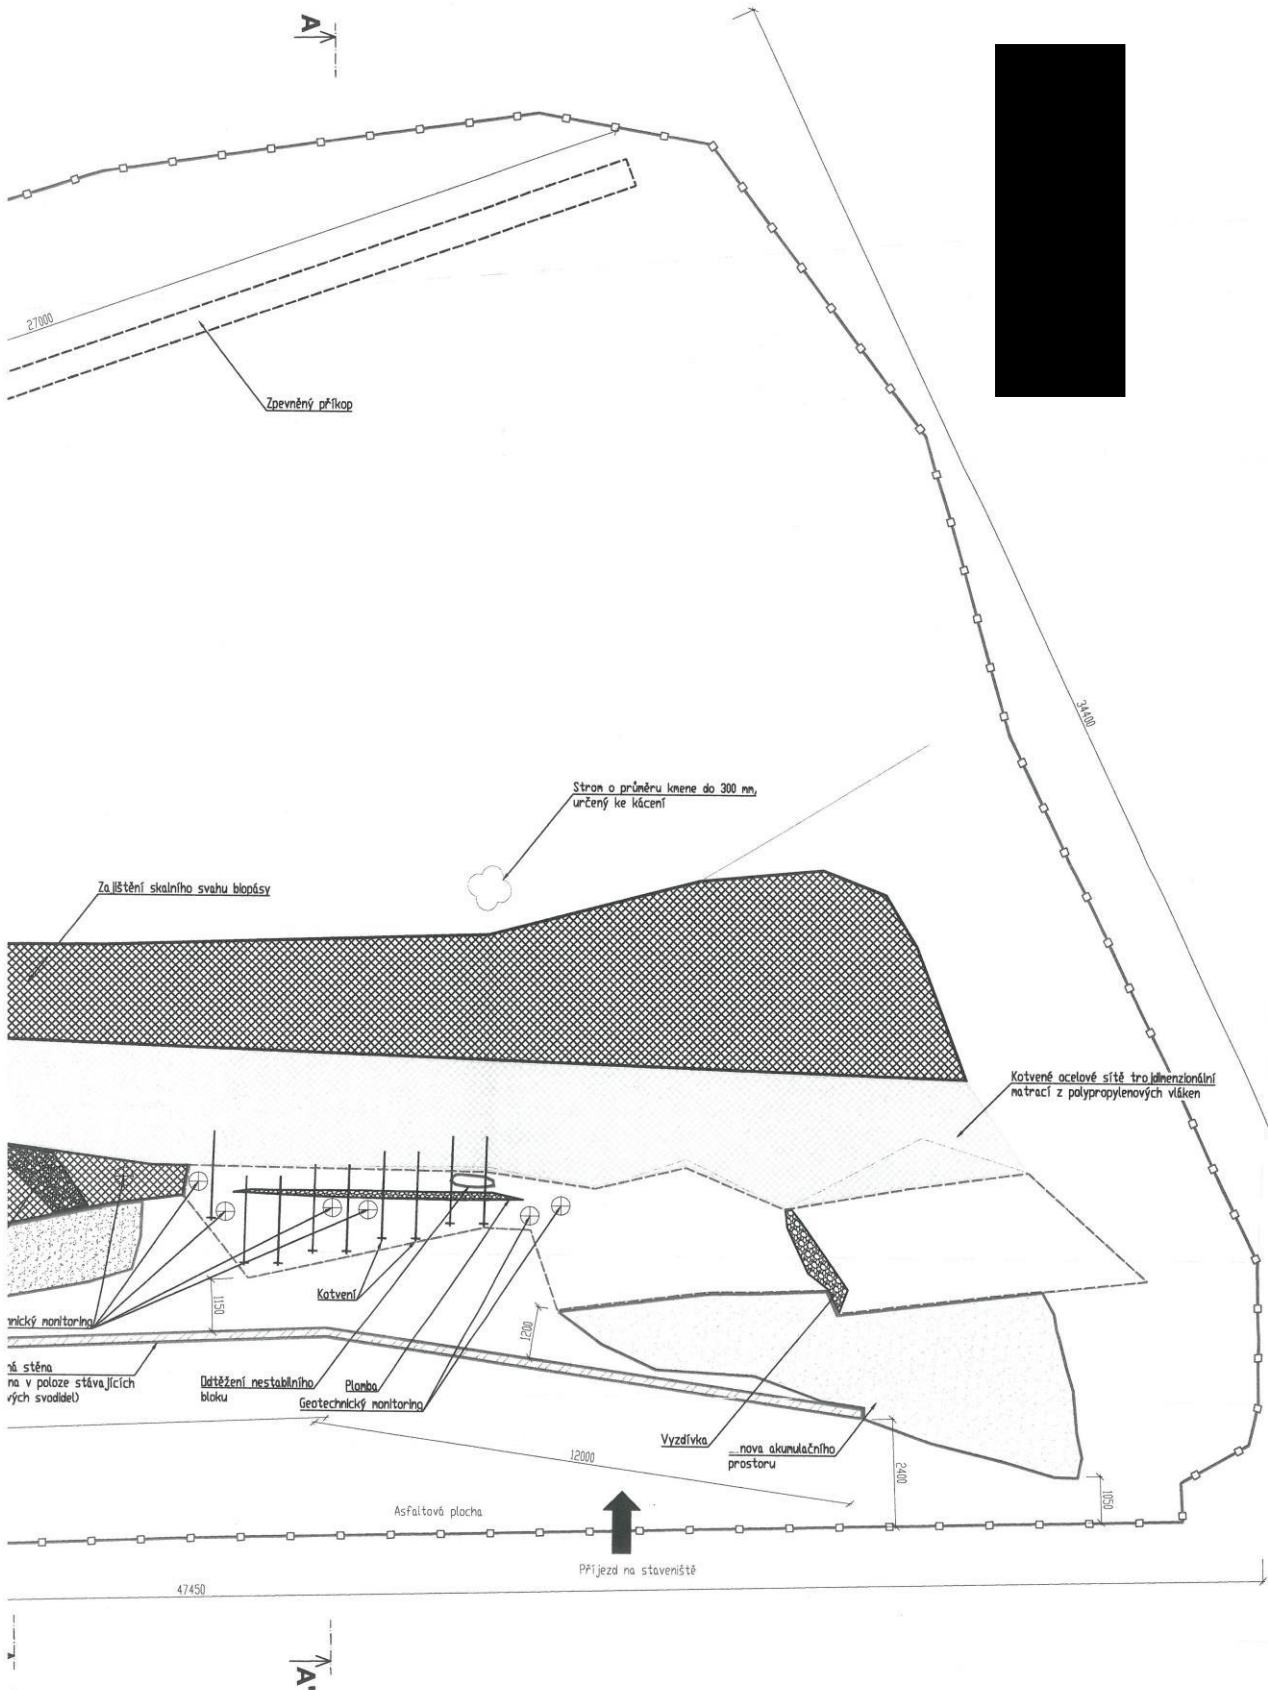 A
27000
Zpevněný příkop
34400
Strom o průměru kmene do 300 mm,
určený ke kácení
Zajištění skalního svahu biopásy
Kotvené ocelové sítě trojdimenzionální
matrací z polypropylenových vláken
1150
Kotvení
hnický monitoring
1200
ná stěna
na v poloze stávajících
vých svodidel)
Odtěžení nestabilního
bloku
Plomba
Geotechnický monitoring
Vyzdívka
nova akumulačního
prostoru
12000
2400
1050
Asfaltová plocha
Příjezd na staveniště
47450
A'